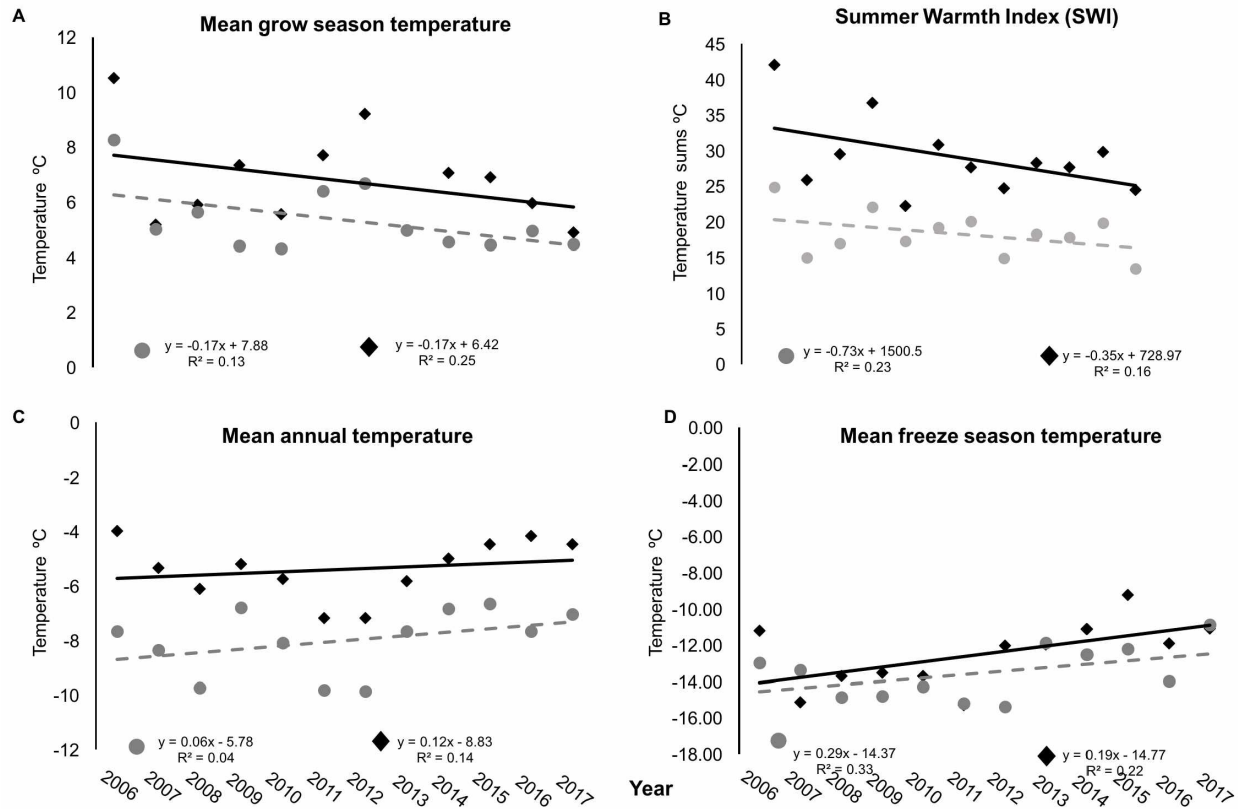 A
Mean grow season temperature
Temperature ºC
12
10
8
6
4
2
0
y = -0.17x + 7.88
R² = 0.13
y = -0.17x + 6.42
R² = 0.25
B
Summer Warmth Index (SWI)
Temperature sums ºC
45
40
35
30
25
20
15
10
5
0
y = -0.73x + 1500.5
R² = 0.23
y = -0.35x + 728.97
R² = 0.16
C
Mean annual temperature
Temperature ºC
0
-2
-4
-6
-8
-10
-12
y = 0.06x - 5.78
R² = 0.04
y = 0.12x - 8.83
R² = 0.14
2006 2007 2008 2009 2010 2011 2012 2013 2014 2015 2016 2017
D
Mean freeze season temperature
Temperature ºC
0.00
-2.00
-4.00
-6.00
-8.00
-10.00
-12.00
-14.00
-16.00
-18.00
y = 0.29x - 14.37
R² = 0.33
y = 0.19x - 14.77
R² = 0.22
2006 2007 2008 2009 2010 2011 2012 2013 2014 2015 2016 2017
Year